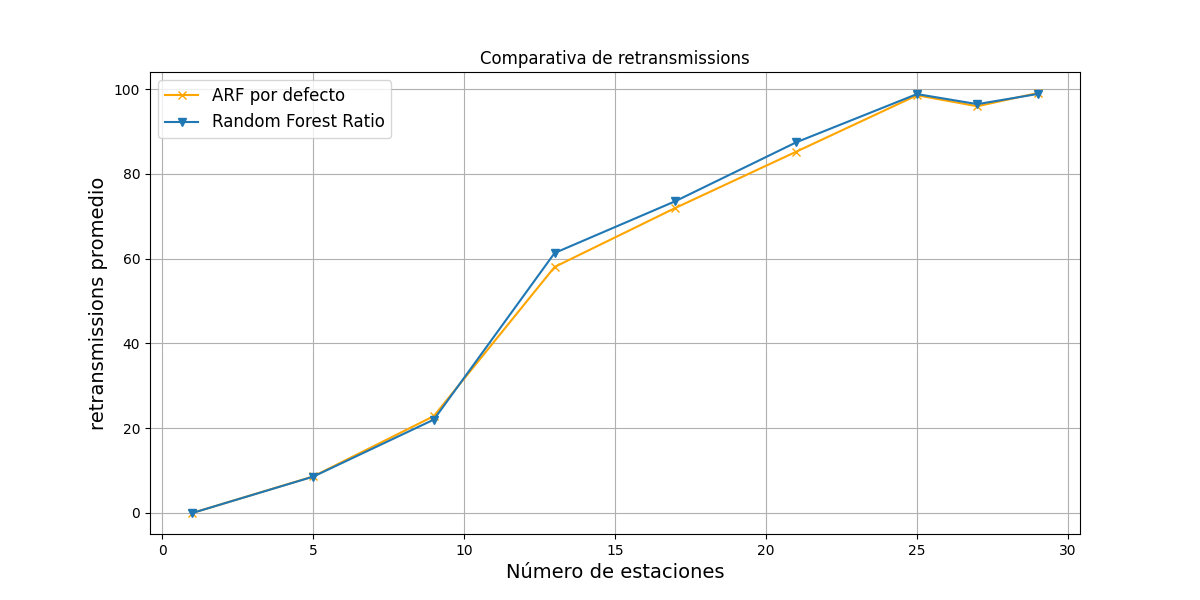 Comparativa de retransmissions
ARF por defecto
Random Forest Ratio
retransmissions promedio
100
80
60
40
20
0
0 5 10 15 20 25 30
Número de estaciones